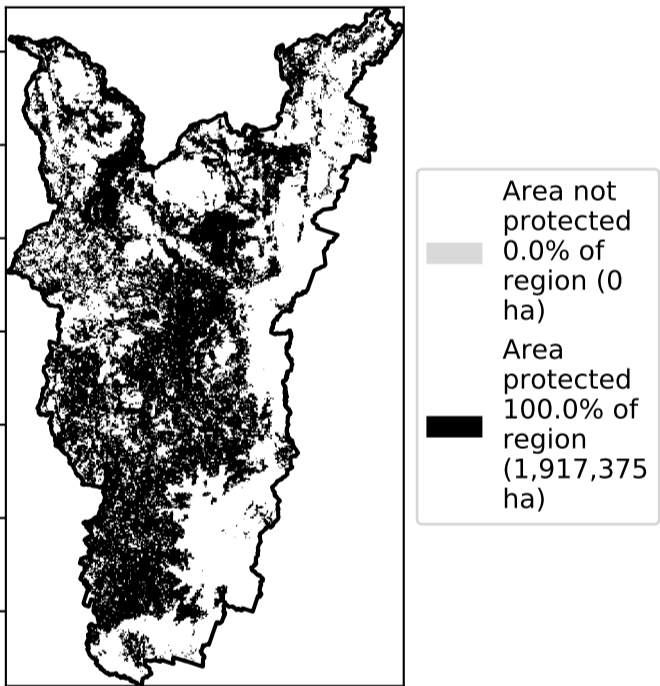 Area not
protected
0.0% of
region (0
ha)
Area
protected
100.0% of
region
(1,917,375
ha)